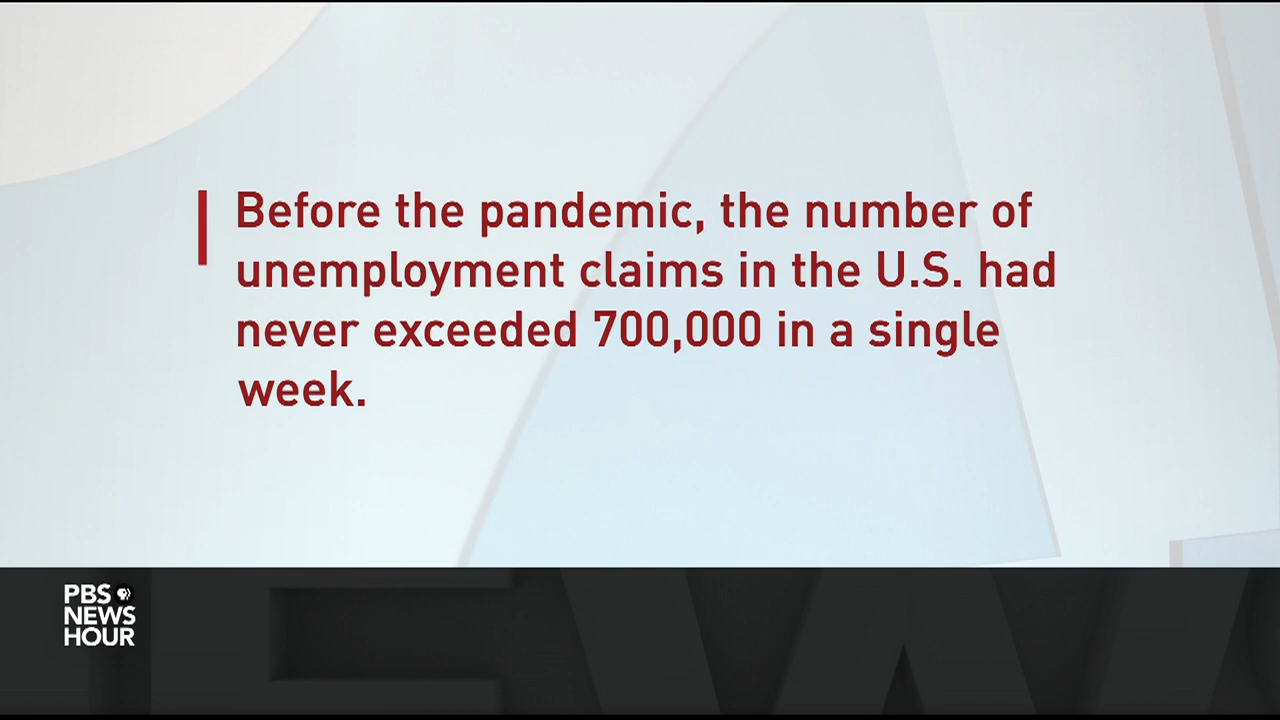 Before the pandemic, the number of
unemployment claims in the U.S. had
never exceeded 700,000 in a single
week.
PBS
NEWS
HOUR